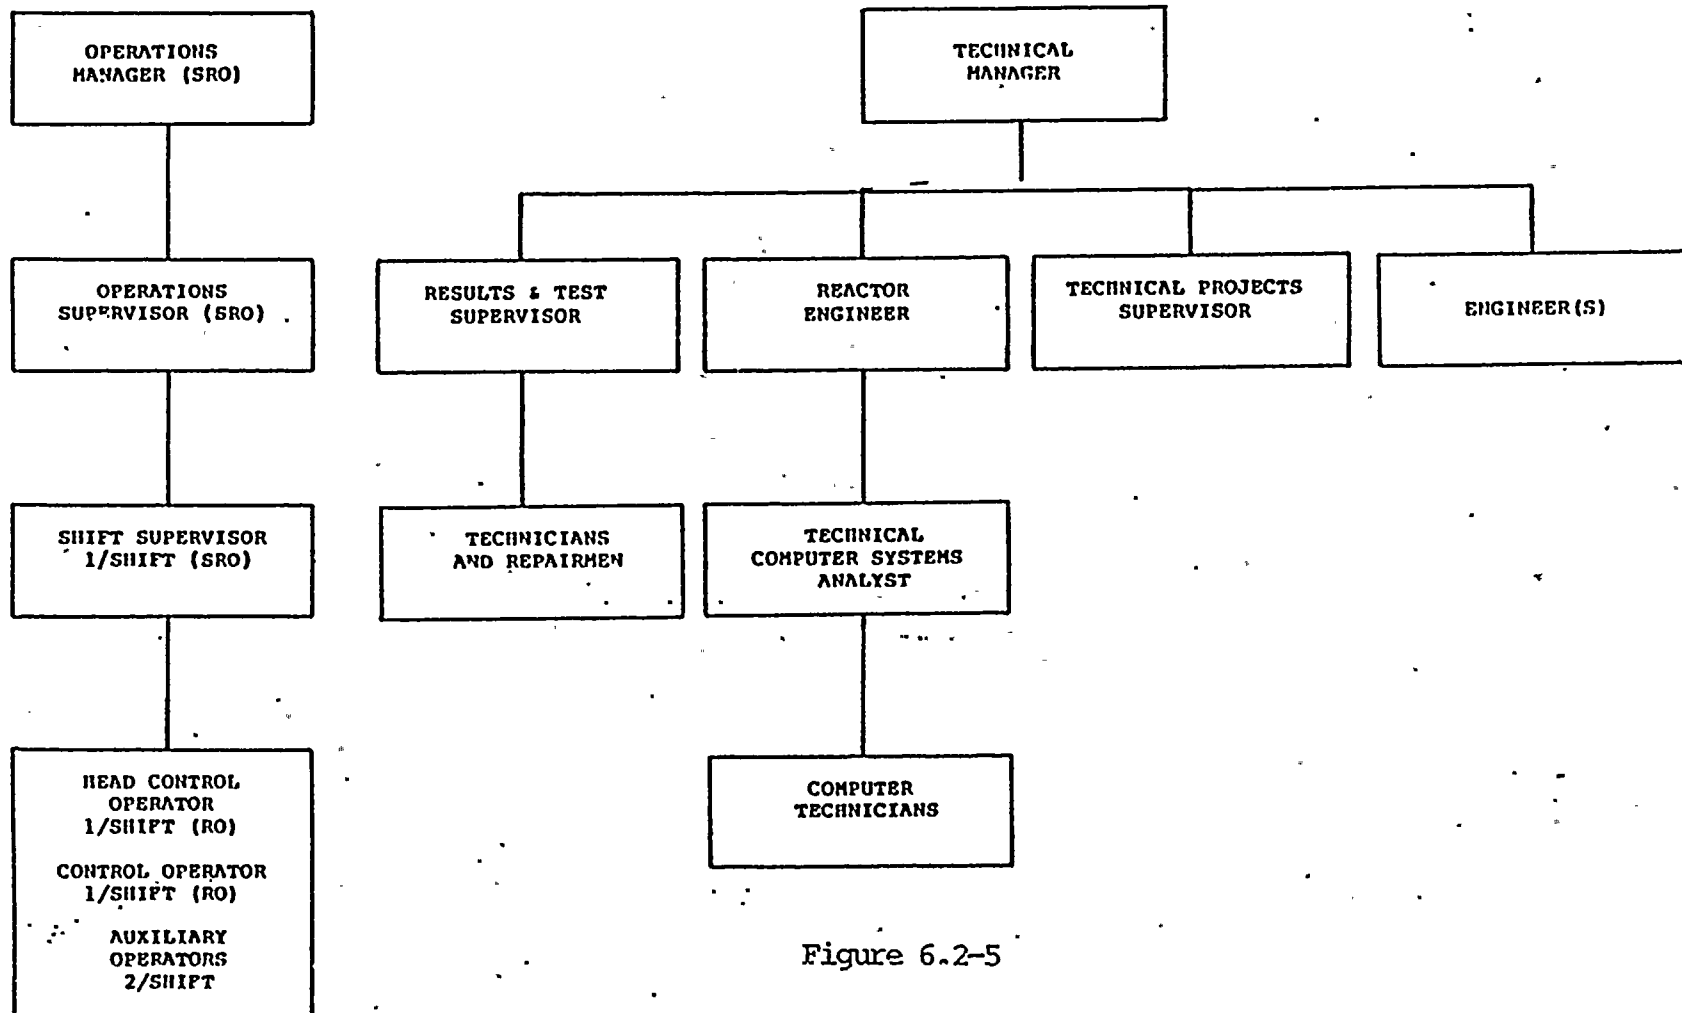 OPERATIONS
MANAGER (SRO)
TECHNICAL
MANAGER
OPERATIONS
SUPERVISOR (SRO)
RESULTS & TEST
SUPERVISOR
REACTOR
ENGINEER
TECHNICAL PROJECTS
SUPERVISOR
ENGINEER(S)
SHIFT SUPERVISOR
1/SHIFT (SRO)
TECHNICIANS
AND REPAIRMEN
TECHNICAL
COMPUTER SYSTEMS
ANALYST
HEAD CONTROL
OPERATOR
1/SHIFT (RO)
CONTROL OPERATOR
1/SHIFT (RO)
AUXILIARY
OPERATORS
2/SHIFT
COMPUTER
TECHNICIANS
Figure 6.2-5